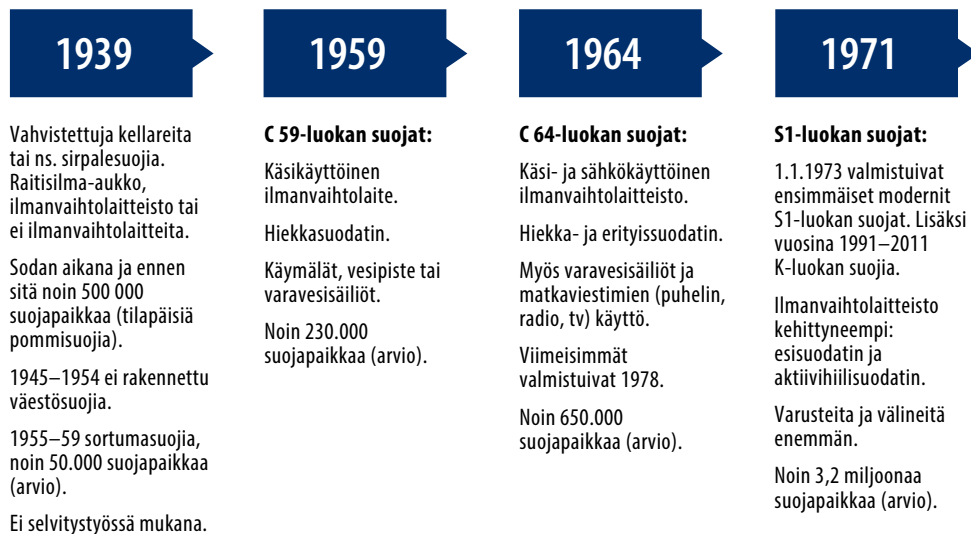 1939
Vahvistettuja kellareita
tai ns. sirpalesuojia.
Raitisilma-aukko,
ilmanvaihtolaitteisto tai
ei ilmanvaihtolaitteita.
Sodan aikana ja ennen
sitä noin 500 000
suojapaikkaa (tilapäisiä
pommisuojia).
1945–1954 ei rakennettu
väestösuojia.
1955–59 sortumasuojia,
noin 50.000 suojapaikkaa
(arvio).
Ei selvitystyössä mukana.
1959
C 59-luokan suojat:
Käsikäyttöinen
ilmanvaihtolaite.
Hiekkasuodatin.
Käymälät, vesipiste tai
varavesisäiliöt.
Noin 230.000
suojapaikkaa (arvio).
1964
C 64-luokan suojat:
Käsi- ja sähkökäyttöinen
ilmanvaihtolaitteisto.
Hiekka- ja erityissuodatin.
Myös varavesisäiliöt ja
matkaviestimien (puhelin,
radio, tv) käyttö.
Viimeisimmät
valmistuivat 1978.
Noin 650.000
suojapaikkaa (arvio).
1971
S1-luokan suojat:
1.1.1973 valmistuivat
ensimmäiset modernit
S1-luokan suojat. Lisäksi
vuosina 1991–2011
K-luokan suojia.
Ilmanvaihtolaitteisto
kehittyneempi:
esisuodatin ja
aktiivihiilisuodatin.
Varusteita ja välineitä
enemmän.
Noin 3,2 miljoonaa
suojapaikkaa (arvio).